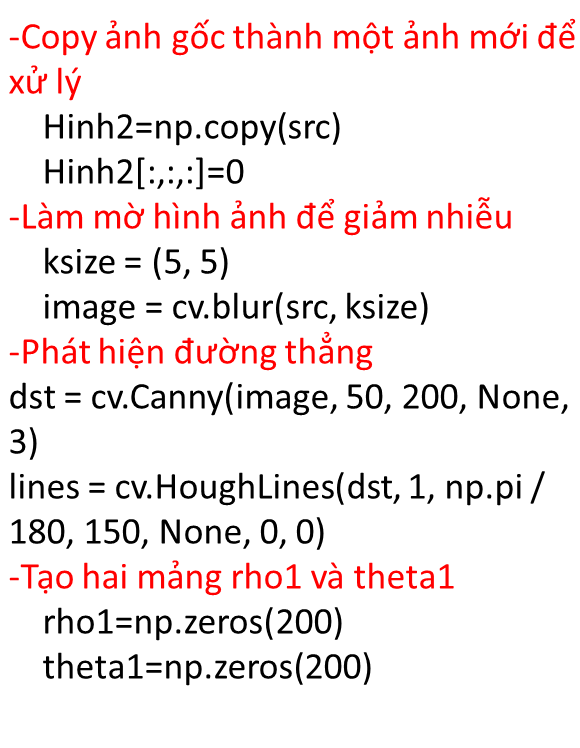 -Copy ảnh gốc thành một ảnh mới để
xử lý
Hinh2=np.copy(src)
Hinh2[:,:,:]=0
-Làm mờ hình ảnh để giảm nhiễu
ksize = (5, 5)
image = cv.blur(src, ksize)
-Phát hiện đường thẳng
dst = cv.Canny(image, 50, 200, None,
3)
lines = cv.HoughLines(dst, 1, np.pi /
180, 150, None, 0, 0)
-Tạo hai mảng rho1 và theta1
rho1=np.zeros(200)
theta1=np.zeros(200)